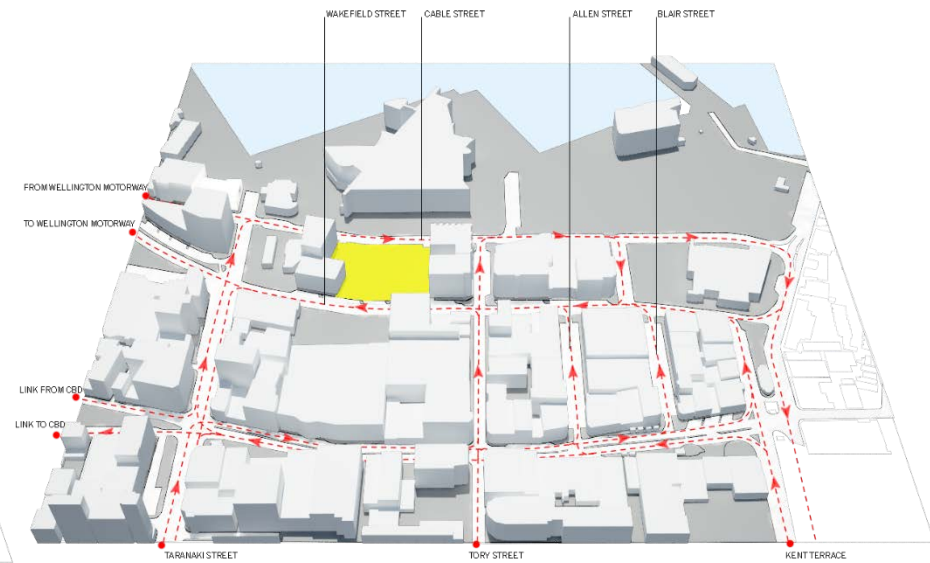 WAKEFIELD STREET
CABLE STREET
ALLEN STREET
BLAIR STREET
FROM WELLINGTON MOTORWAY
TO WELLINGTON MOTORWAY
LINK FROM CBD
LINK TO CBD
TARANAKI STREET
TORY STREET
KENT TERRACE